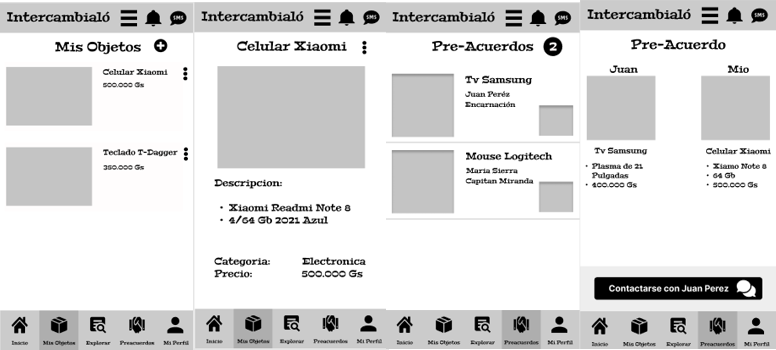 Intercambialó
SMS
Mis Objetos
Celular Xiaomi
500.000 Gs
Teclado T-Dagger
350.000 Gs
Inicio
Mis Objetos
Explorar
Preacuerdos
Mi Perfil
Intercambialó
SMS
Celular Xiaomi
Descripcion:
• Xiaomi Readmi Note 8
• 4/64 Gb 2021 Azul
Categoria: Electronica
Precio: 500.000 Gs
Inicio
Mis Objetos
Explorar
Preacuerdos
Mi Perfil
Intercambialó
SMS
Pre-Acuerdos 2
Tv Samsung
Juan Peréz
Encarnación
Mouse Logitech
Maria Sierra
Capitan Miranda
Inicio
Mis Objetos
Explorar
Preacuerdos
Mi Perfil
Intercambialó
SMS
Pre-Acuerdo
Juan
Tv Samsung
• Plasma de 21
Pulgadas
• 400.000 Gs
Mio
Celular Xiaomi
• Xiamo Note 8
• 64 Gb
• 500.000 Gs
Contactarse con Juan Perez
Inicio
Mis Objetos
Explorar
Preacuerdos
Mi Perfil